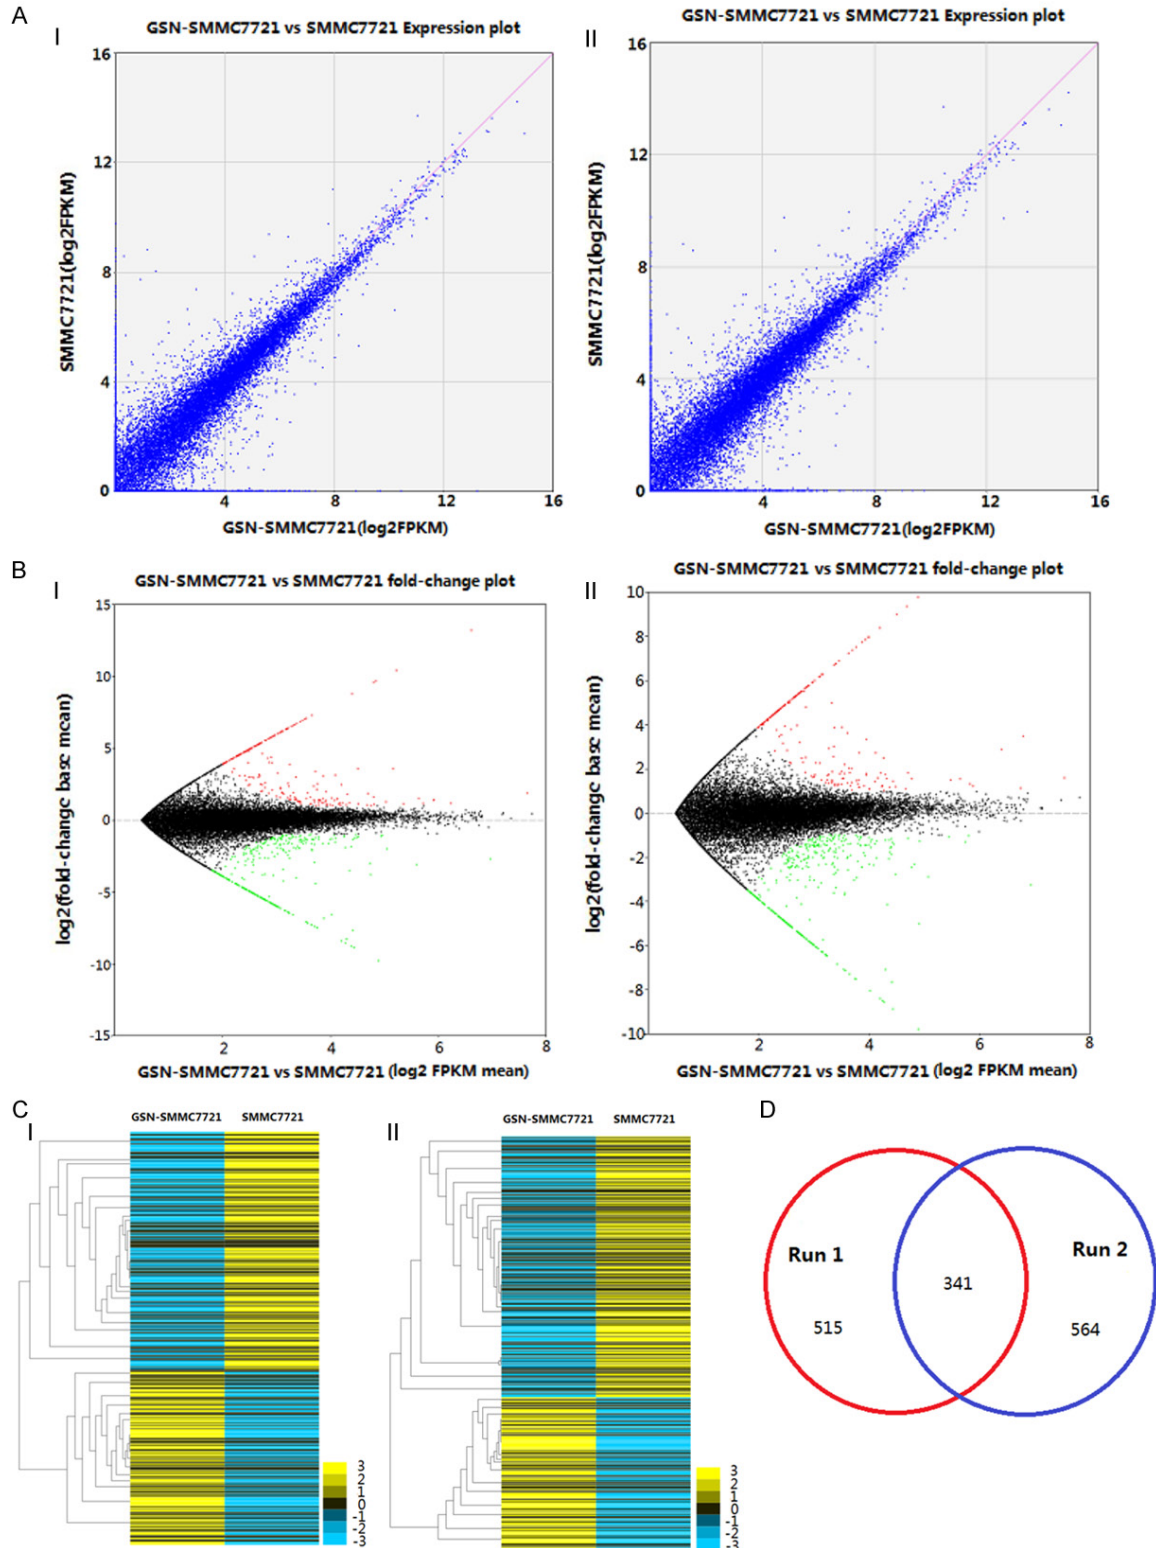 A
I
GSN-SMMC7721 vs SMMC7721 Expression plot
SMMC7721(log2FPKM)
16
12
8
4
0
4
8
12
16
GSN-SMMC7721(log2FPKM)
II
GSN-SMMC7721 vs SMMC7721 Expression plot
SMMC7721(log2FPKM)
16
12
8
4
0
4
8
12
16
GSN-SMMC7721(log2FPKM)
B
I
GSN-SMMC7721 vs SMMC7721 fold-change plot
log2(fold-change base mean)
15
10
5
0
-5
-10
-15
2
4
6
8
GSN-SMMC7721 vs SMMC7721 (log2 FPKM mean)
II
GSN-SMMC7721 vs SMMC7721 fold-change plot
log2(fold-change base mean)
10
8
6
4
2
0
-2
-4
-6
-8
-10
2
4
6
8
GSN-SMMC7721 vs SMMC7721 (log2 FPKM mean)
C
I
GSN-SMMC7721 SMMC7721
3
2
1
0
-1
-2
-3
II
GSN-SMMC7721 SMMC7721
3
2
1
0
-1
-2
-3
D
Run 1
515
341
Run 2
564